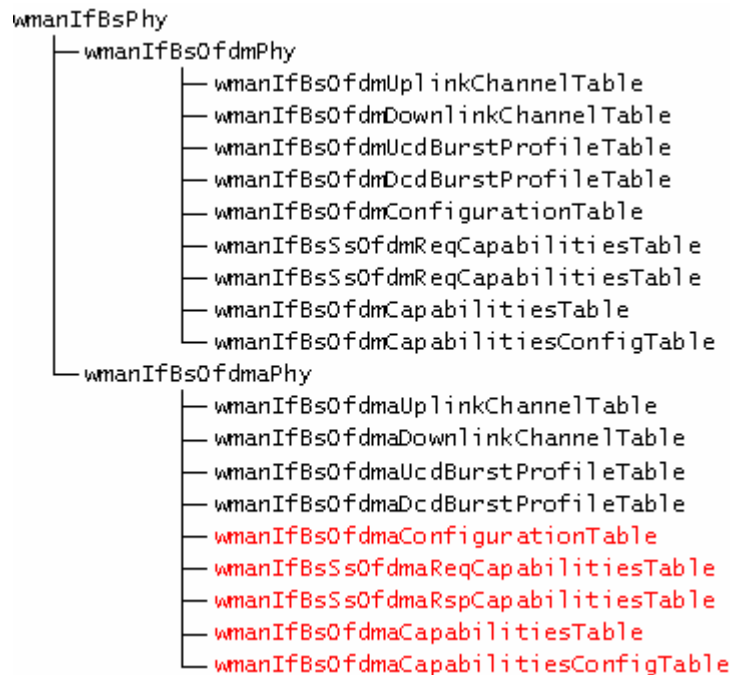 wmanIfBsPhy
wmanIfBsOfdmPhy
wmanIfBsOfdmUplinkChannelTable
wmanIfBsOfdmDownlinkChannelTable
wmanIfBsOfdmUcdBurstProfileTable
wmanIfBsOfdmDcdBurstProfileTable
wmanIfBsOfdmConfigurationTable
wmanIfBsSsOfdmReqCapabilitiesTable
wmanIfBsSsOfdmReqCapabilitiesTable
wmanIfBsOfdmCapabilitiesTable
wmanIfBsOfdmCapabilitiesConfigTable
wmanIfBsOfdmaPhy
wmanIfBsOfdmaUplinkChannelTable
wmanIfBsOfdmaDownlinkChannelTable
wmanIfBsOfdmaUcdBurstProfileTable
wmanIfBsOfdmaDcdBurstProfileTable
wmanIfBsOfdmaConfigurationTable
wmanIfBsSsOfdmaReqCapabilitiesTable
wmanIfBsSsOfdmaRspCapabilitiesTable
wmanIfBsOfdmaCapabilitiesTable
wmanIfBsOfdmaCapabilitiesConfigTable